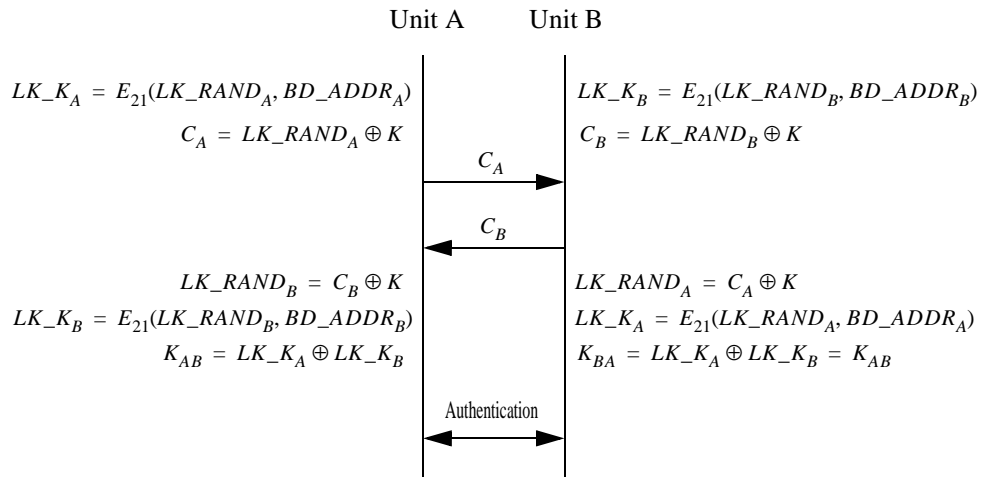 Unit A Unit B
LK_K_A = E_21(LK_RAND_A, BD_ADDR_A) LK_K_B = E_21(LK_RAND_B, BD_ADDR_B)
C_A = LK_RAND_A ⊕ K C_B = LK_RAND_B ⊕ K
C_A
C_B
LK_RAND_B = C_B ⊕ K LK_RAND_A = C_A ⊕ K
LK_K_B = E_21(LK_RAND_B, BD_ADDR_B) LK_K_A = E_21(LK_RAND_A, BD_ADDR_A)
K_AB = LK_K_A ⊕ LK_K_B K_BA = LK_K_A ⊕ LK_K_B = K_AB
Authentication